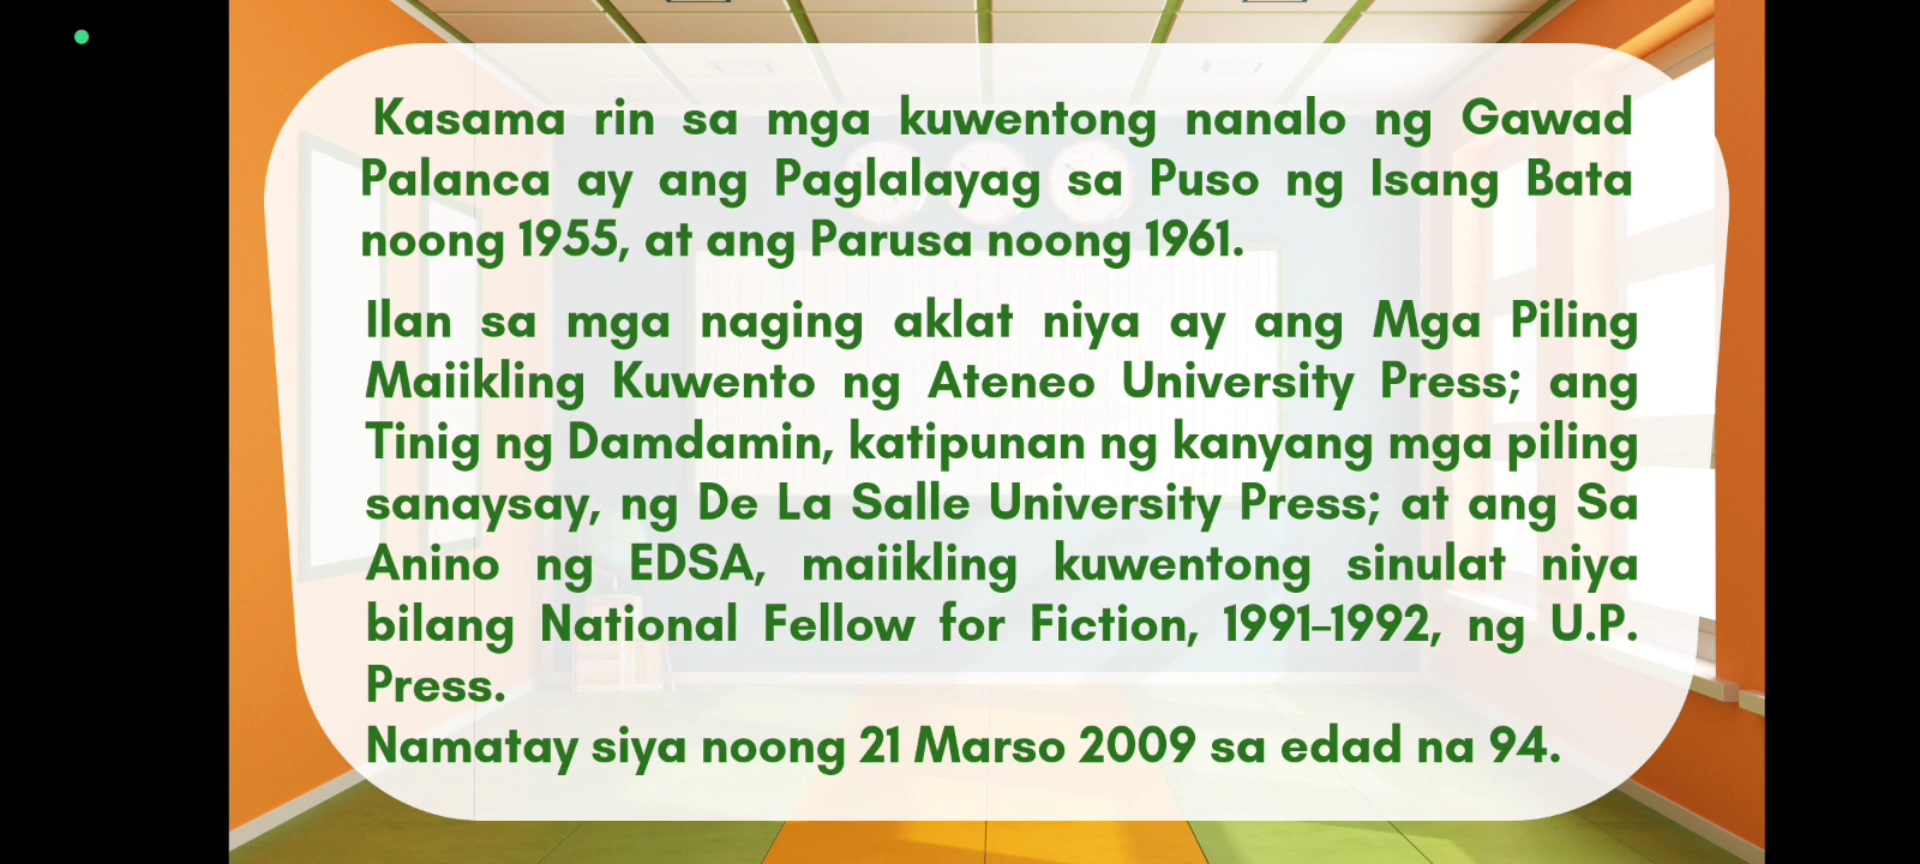 Kasama rin sa mga kuwentong nanalo ng Gawad
Palanca ay ang Paglalayag sa Puso ng Isang Bata
noong 1955, at ang Parusa noong 1961.
Ilan sa mga naging aklat niya ay ang Mga Piling
Maiikling Kuwento ng Ateneo University Press; ang
Tinig ng Damdamin, katipunan ng kanyang mga piling
sanaysay, ng De La Salle University Press; at ang Sa
Anino ng EDSA, maiikling kuwentong sinulat niya
bilang National Fellow for Fiction, 1991–1992, ng U.P.
Press.
Namatay siya noong 21 Marso 2009 sa edad na 94.